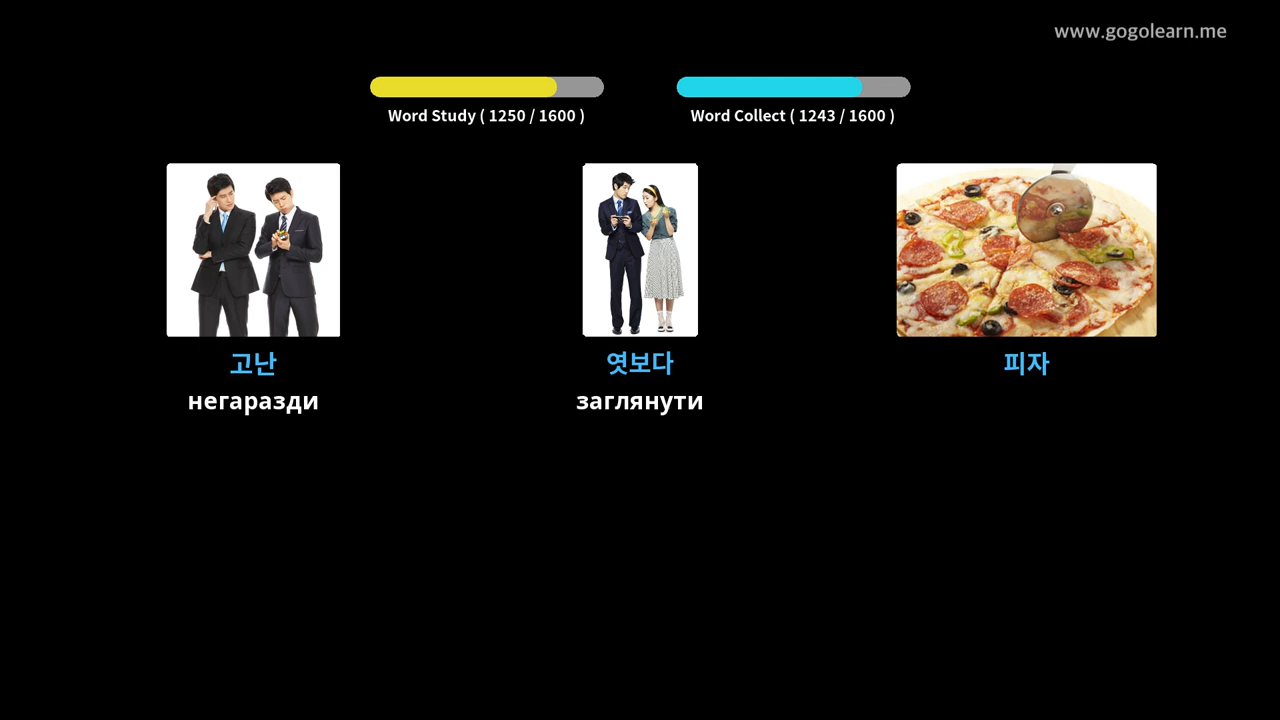 www.gogolearn.me
Word Study ( 1250 / 1600 )
Word Collect ( 1243 / 1600 )
고난
엿보다
피자
негаразди
заглянути